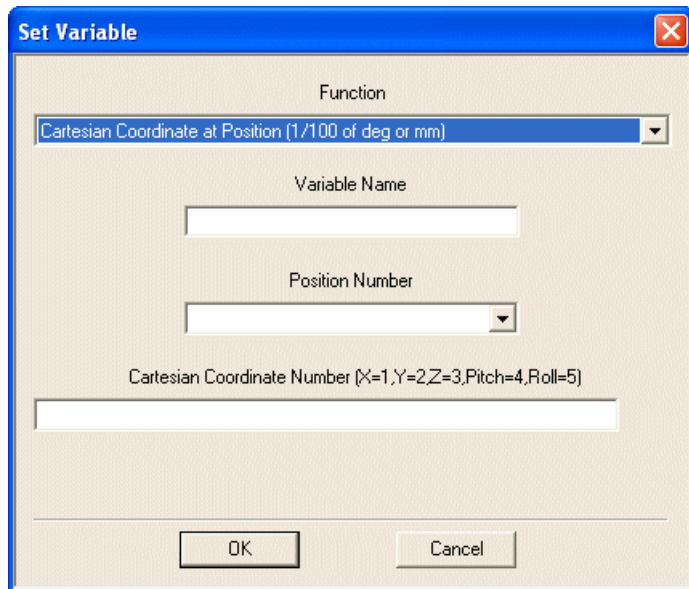 Set Variable
Function
Cartesian Coordinate at Position (1/100 of deg or mm)
Variable Name
Position Number
Cartesian Coordinate Number (X=1,Y=2,Z=3,Pitch=4,Roll=5)
OK
Cancel